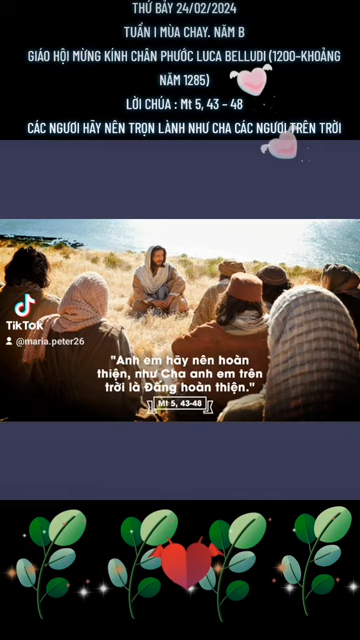 THỨ BẢY 24/02/2024
TUẦN I MÙA CHAY. NĂM B
GIÁO HỘI MỪNG KÍNH CHÂN PHƯỚC LUCA BELLUDI (1200-KHOẢNG
NĂM 1285)
LỜI CHÚA : Mt 5, 43 – 48
CÁC NGƯƠI HÃY NÊN TRỌN LÀNH NHƯ CHA CÁC NGƯƠI TRÊN TRỜI
TikTok
@maria.peter26
"Anh em hãy nên hoàn
thiện, như Cha anh em trên
trời là Đấng hoàn thiện."
Mt 5, 43-48